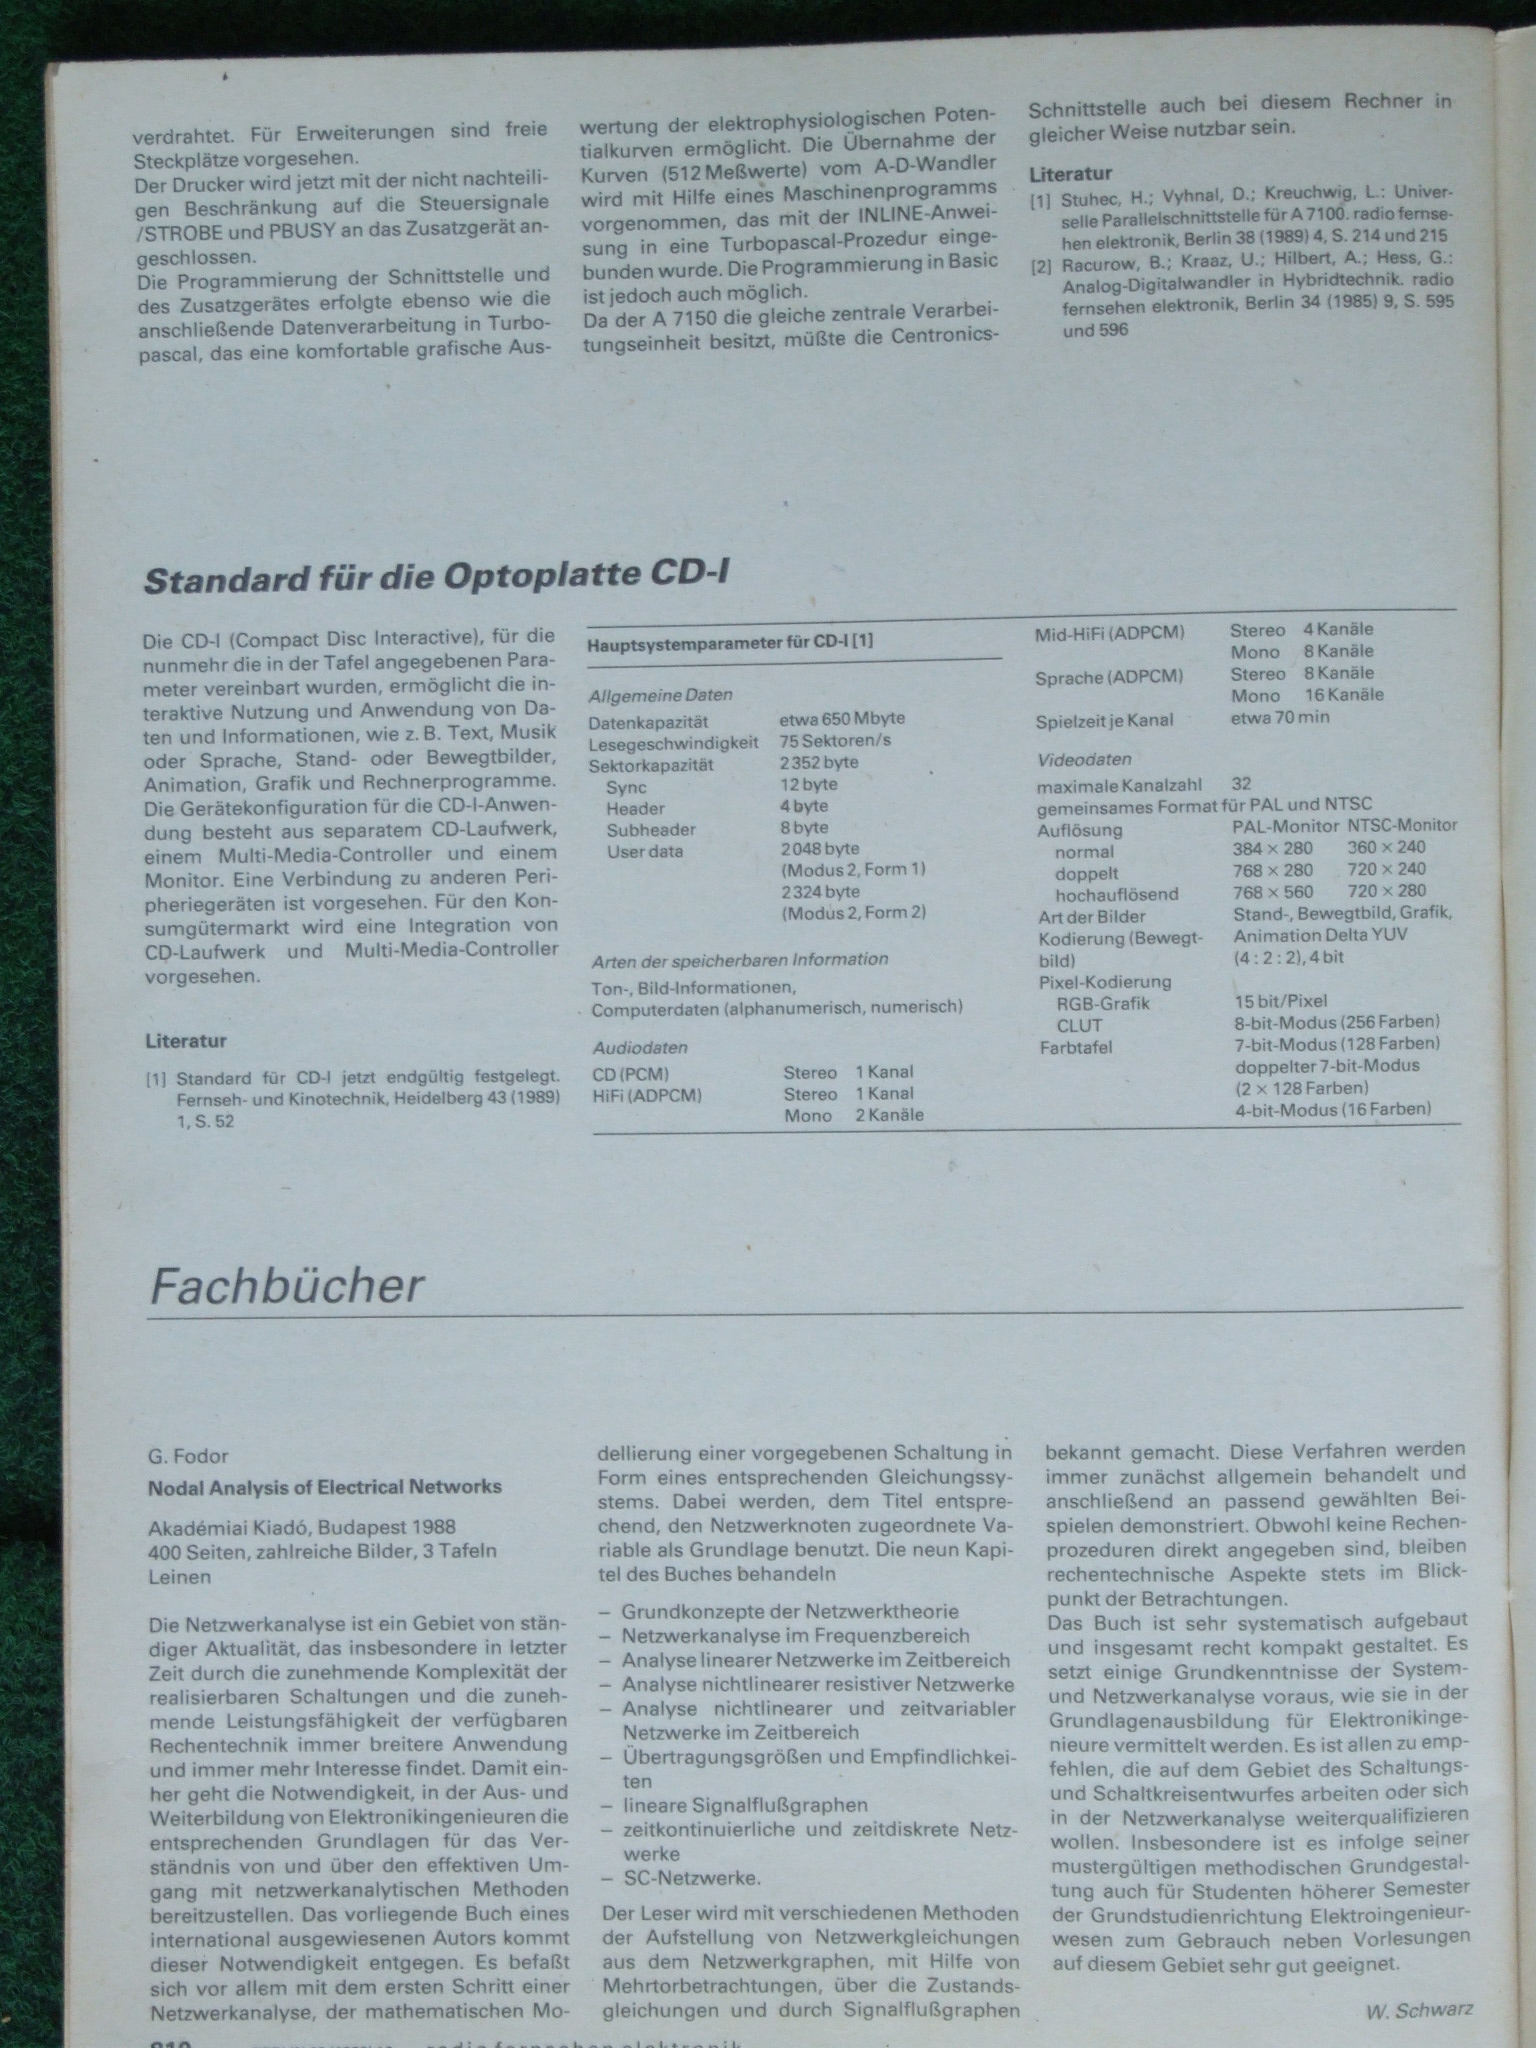 verdrahtet. Für Erweiterungen sind freie
Steckplätze vorgesehen.
Der Drucker wird jetzt mit der nicht nachteili-
gen Beschränkung auf die Steuersignale
/STROBE und PBUSY an das Zusatzgerät an-
geschlossen.
Die Programmierung der Schnittstelle und
des Zusatzgerätes erfolgte ebenso wie die
anschließende Datenverarbeitung in Turbo-
pascal, das eine komfortable grafische Aus-
wertung der elektrophysiologischen Poten-
tialkurven ermöglicht. Die Übernahme der
Kurven (512 Meßwerte) vom A-D-Wandler
wird mit Hilfe eines Maschinenprogramms
vorgenommen, das mit der INLINE-Anwei-
sung in eine Turbopascal-Prozedur einge-
bunden wurde. Die Programmierung in Basic
ist jedoch auch möglich.
Da der A 7150 die gleiche zentrale Verarbei-
tungseinheit besitzt, müßte die Centronics-
Schnittstelle auch bei diesem Rechner in
gleicher Weise nutzbar sein.
Literatur
[1] Stuhec, H.; Vyhnal, D.; Kreuchwig, L.: Univer-
selle Parallelschnittstelle für A 7100. radio fernse-
hen elektronik, Berlin 38 (1989) 4, S. 214 und 215
[2] Racurow, B.; Kraaz, U.; Hilbert, A.; Hess, G.:
Analog-Digitalwandler in Hybridtechnik. radio
fernsehen elektronik, Berlin 34 (1985) 9, S. 595
und 596
Standard für die Optoplatte CD-I
Die CD-I (Compact Disc Interactive), für die
nunmehr die in der Tafel angegebenen Para-
meter vereinbart wurden, ermöglicht die in-
teraktive Nutzung und Anwendung von Da-
ten und Informationen, wie z. B. Text, Musik
oder Sprache, Stand- oder Bewegtbilder,
Animation, Grafik und Rechnerprogramme.
Die Gerätekonfiguration für die CD-I-Anwen-
dung besteht aus separatem CD-Laufwerk,
einem Multi-Media-Controller und einem
Monitor. Eine Verbindung zu anderen Peri-
pheriegeräten ist vorgesehen. Für den Kon-
sumgütermarkt wird eine Integration von
CD-Laufwerk und Multi-Media-Controller
vorgesehen.
Literatur
[1] Standard für CD-I jetzt endgültig festgelegt.
Fernseh- und Kinotechnik, Heidelberg 43 (1989)
1, S. 52
Hauptsystemparameter für CD-I [1]
Allgemeine Daten
Datenkapazität etwa 650 Mbyte
Lesegeschwindigkeit 75 Sektoren/s
Sektorkapazität 2 352 byte
Sync 12 byte
Header 4 byte
Subheader 8 byte
User data 2 048 byte
(Modus 2, Form 1)
2 324 byte
(Modus 2, Form 2)
Arten der speicherbaren Information
Ton-, Bild-Informationen,
Computerdaten (alphanumerisch, numerisch)
Audiodaten
CD (PCM) Stereo 1 Kanal
HiFi (ADPCM) Stereo 1 Kanal
Mono 2 Kanäle
Mid-HiFi (ADPCM) Stereo 4 Kanäle
Mono 8 Kanäle
Sprache (ADPCM) Stereo 8 Kanäle
Mono 16 Kanäle
Spielzeit je Kanal etwa 70 min
Videodaten
maximale Kanalzahl 32
gemeinsames Format für PAL und NTSC
Auflösung PAL-Monitor NTSC-Monitor
normal 384 × 280 360 × 240
doppelt 768 × 280 720 × 240
hochauflösend 768 × 560 720 × 280
Art der Bilder Stand-, Bewegtbild, Grafik,
Kodierung (Bewegt- Animation Delta YUV
bild) (4 : 2 : 2), 4 bit
Pixel-Kodierung
RGB-Grafik 15 bit/Pixel
CLUT 8-bit-Modus (256 Farben)
Farbtafel 7-bit-Modus (128 Farben)
doppelter 7-bit-Modus
(2 × 128 Farben)
4-bit-Modus (16 Farben)
Fachbücher
G. Fodor
Nodal Analysis of Electrical Networks
Akadémiai Kiadó, Budapest 1988
400 Seiten, zahlreiche Bilder, 3 Tafeln
Leinen
Die Netzwerkanalyse ist ein Gebiet von stän-
diger Aktualität, das insbesondere in letzter
Zeit durch die zunehmende Komplexität der
realisierbaren Schaltungen und die zuneh-
mende Leistungsfähigkeit der verfügbaren
Rechentechnik immer breitere Anwendung
und immer mehr Interesse findet. Damit ein-
her geht die Notwendigkeit, in der Aus- und
Weiterbildung von Elektronikingenieuren die
entsprechenden Grundlagen für das Ver-
ständnis von und über den effektiven Um-
gang mit netzwerkanalytischen Methoden
bereitzustellen. Das vorliegende Buch eines
international ausgewiesenen Autors kommt
dieser Notwendigkeit entgegen. Es befaßt
sich vor allem mit dem ersten Schritt einer
Netzwerkanalyse, der mathematischen Mo-
dellierung einer vorgegebenen Schaltung in
Form eines entsprechenden Gleichungssy-
stems. Dabei werden, dem Titel entspre-
chend, den Netzwerknoten zugeordnete Va-
riable als Grundlage benutzt. Die neun Kapi-
tel des Buches behandeln
– Grundkonzepte der Netzwerktheorie
– Netzwerkanalyse im Frequenzbereich
– Analyse linearer Netzwerke im Zeitbereich
– Analyse nichtlinearer resistiver Netzwerke
– Analyse nichtlinearer und zeitvariabler
Netzwerke im Zeitbereich
– Übertragungsgrößen und Empfindlichkei-
ten
– lineare Signalflußgraphen
– zeitkontinuierliche und zeitdiskrete Netz-
werke
– SC-Netzwerke.
Der Leser wird mit verschiedenen Methoden
der Aufstellung von Netzwerkgleichungen
aus dem Netzwerkgraphen, mit Hilfe von
Mehrtorbetrachtungen, über die Zustands-
gleichungen und durch Signalflußgraphen
bekannt gemacht. Diese Verfahren werden
immer zunächst allgemein behandelt und
anschließend an passend gewählten Bei-
spielen demonstriert. Obwohl keine Rechen-
prozeduren direkt angegeben sind, bleiben
rechentechnische Aspekte stets im Blick-
punkt der Betrachtungen.
Das Buch ist sehr systematisch aufgebaut
und insgesamt recht kompakt gestaltet. Es
setzt einige Grundkenntnisse der System-
und Netzwerkanalyse voraus, wie sie in der
Grundlagenausbildung für Elektronikinge-
nieure vermittelt werden. Es ist allen zu emp-
fehlen, die auf dem Gebiet des Schaltungs-
und Schaltkreisentwurfes arbeiten oder sich
in der Netzwerkanalyse weiterqualifizieren
wollen. Insbesondere ist es infolge seiner
mustergültigen methodischen Grundgestal-
tung auch für Studenten höherer Semester
der Grundstudienrichtung Elektroingenieur-
wesen zum Gebrauch neben Vorlesungen
auf diesem Gebiet sehr gut geeignet.
W. Schwarz
radio fernsehen elektronik